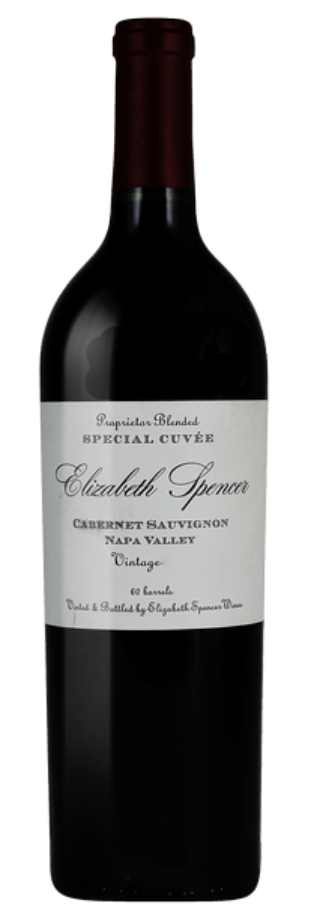 Proprietor Blended
SPECIAL CUVÉE
Elizabeth Spencer
CABERNET SAUVIGNON
NAPA VALLEY
Vintage
60 barrels
Vinted & Bottled by Elizabeth Spencer Wines